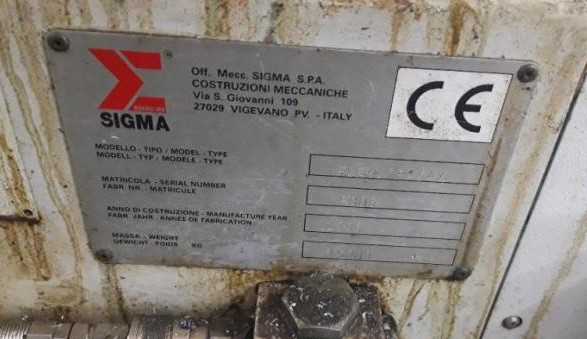 SIGMA
Off. Mecc. SIGMA S.P.A.
COSTRUZIONI MECCANICHE
Via S. Giovanni 109
27029 VIGEVANO PV. - ITALY
CE
MODELLO - TIPO / MODEL - TYPE
MODELL - TYP / MODELE - TYPE
MATRICOLA - SERIAL NUMBER
FABR. NR. - MATRICULE
ANNO DI COSTRUZIONE - MANUFACTURE YEAR
FABR. JAHR - ANNEE DE FABRICATION
MASSA - WEIGHT
GEWICHT POIDS KG